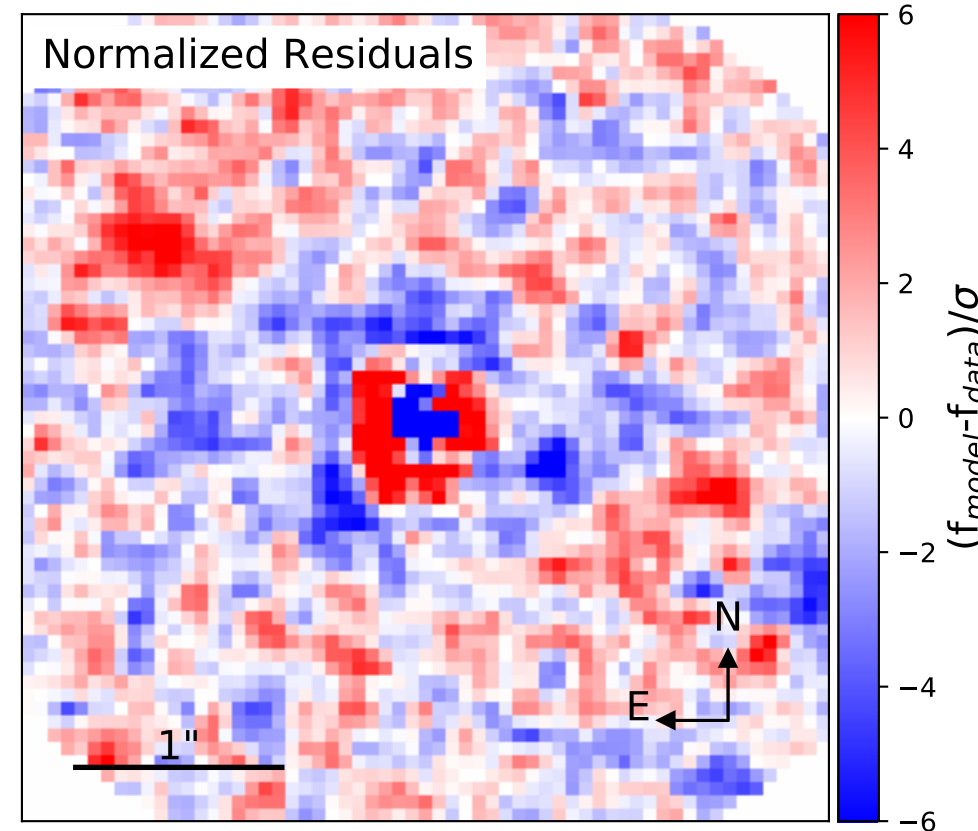 Normalized Residuals
6
4
2
0
−2
−4
−6
(f_model-f_data)/σ
N
E
1"